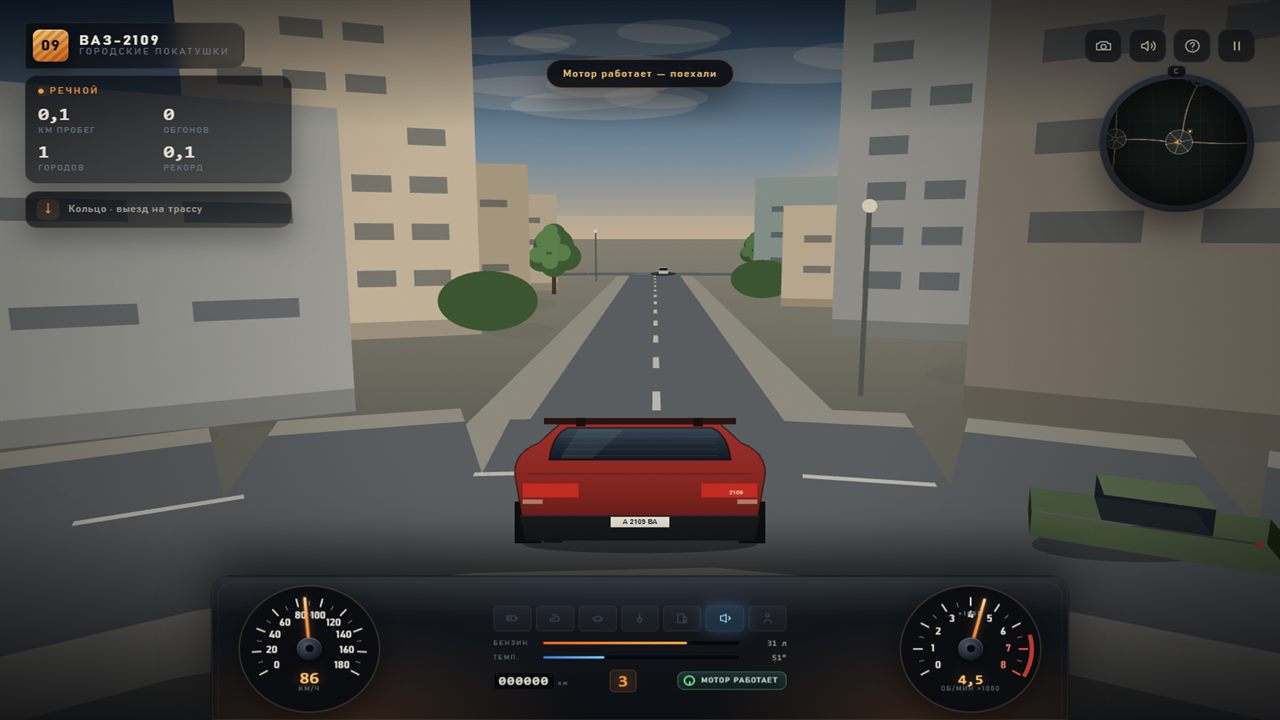 09
ВАЗ-2109
ГОРОДСКИЕ ПОКАТУШКИ
РЕЧНОЙ
0,1
КМ ПРОБЕГ
0
ОБГОНОВ
1
ГОРОДОВ
0,1
РЕКОРД
↓ Кольцо · выезд на трассу
Мотор работает — поехали
С
2109
А 2109 ВА
0 20 40 60 80 100 120 140 160 180
86
КМ/Ч
БЕНЗИН 31 л
ТЕМП. 51°
000000 км
3
МОТОР РАБОТАЕТ
0 1 2 3 4 5 6 7 8
4,5
ОБ/МИН ×1000